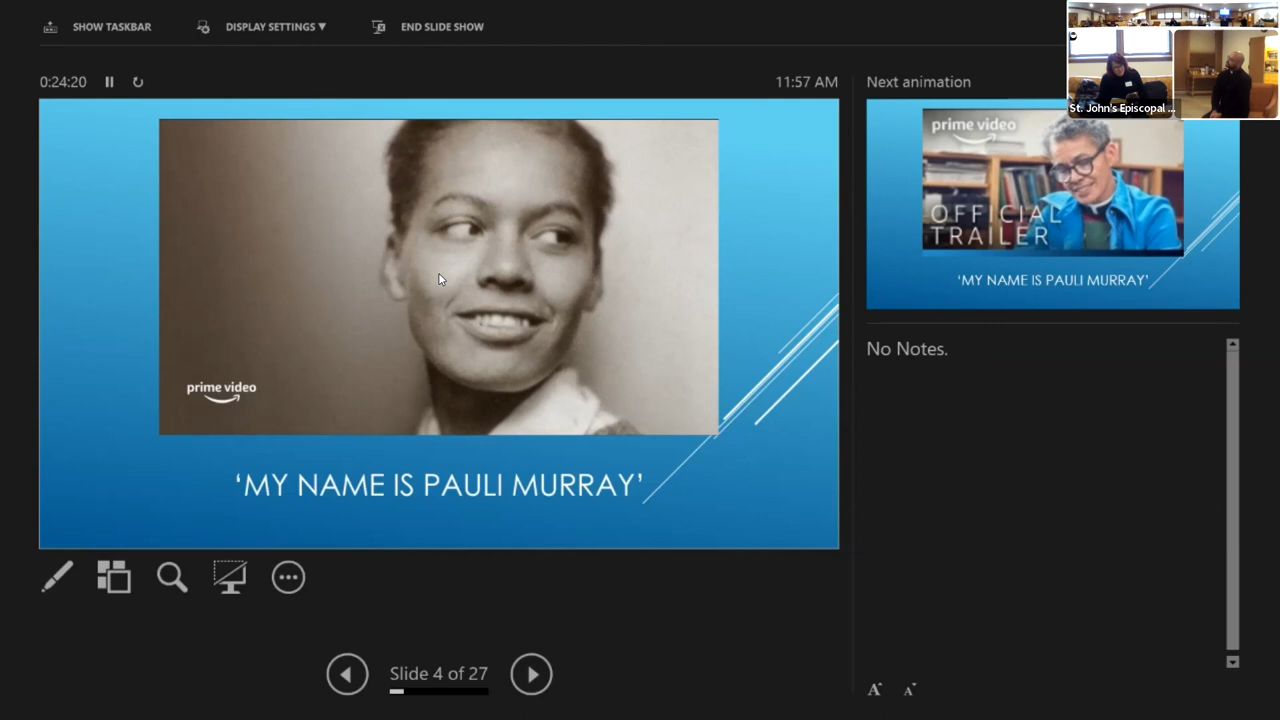 SHOW TASKBAR
DISPLAY SETTINGS ▼
END SLIDE SHOW
0:24:20
11:57 AM
prime video
'MY NAME IS PAULI MURRAY'
Slide 4 of 27
Next animation
prime video
OFFICIAL
TRAILER
'MY NAME IS PAULI MURRAY'
No Notes.
A A
St. John's Episcopal ...